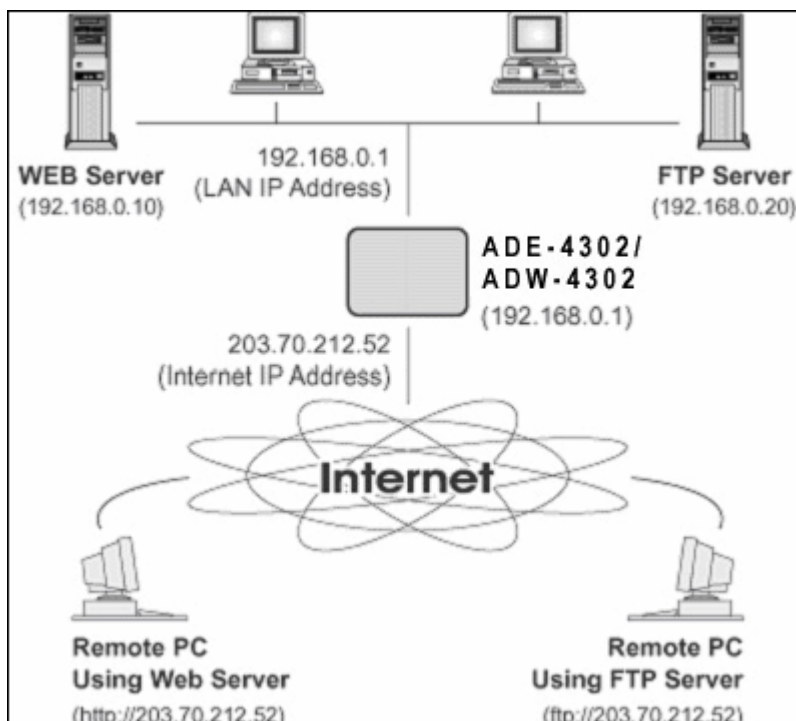 WEB Server
(192.168.0.10)
192.168.0.1
(LAN IP Address)
FTP Server
(192.168.0.20)
ADE-4302/
ADW-4302
(192.168.0.1)
203.70.212.52
(Internet IP Address)
Internet
Remote PC
Using Web Server
(http://203.70.212.52)
Remote PC
Using FTP Server
(ftp://203.70.212.52)